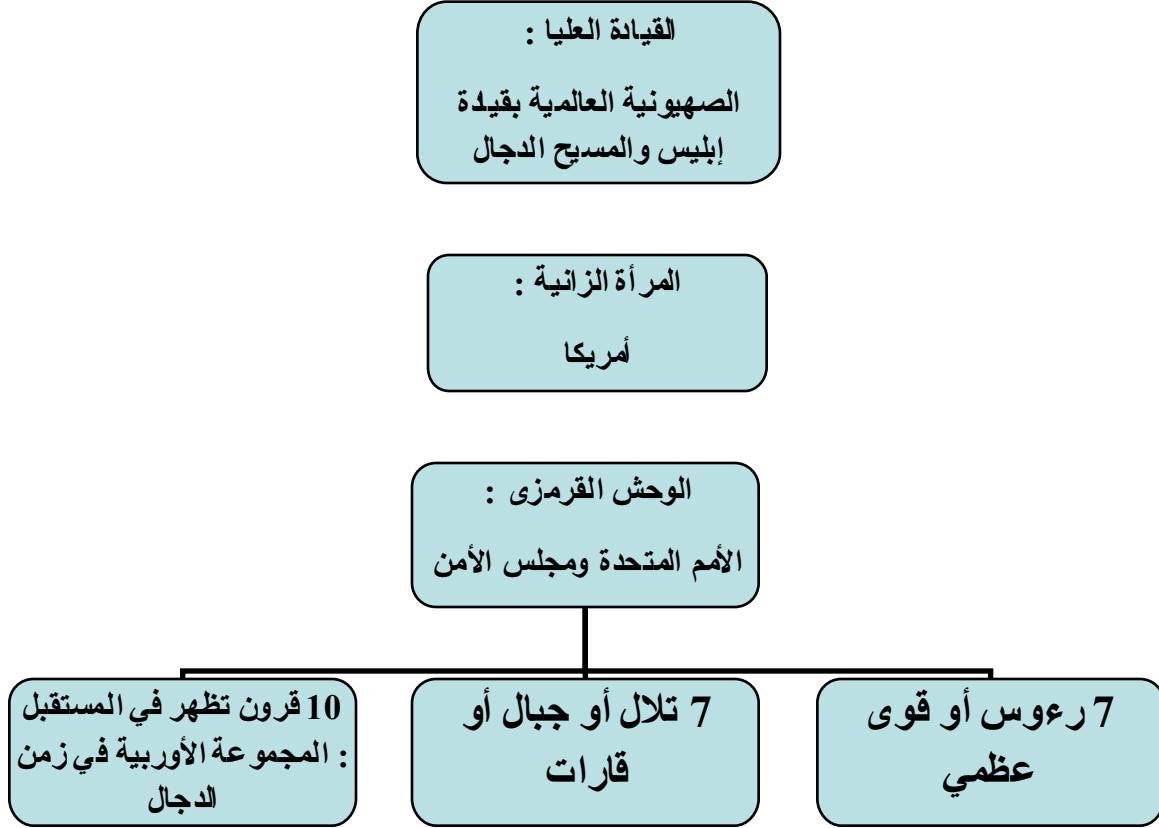 القيادة العليا :
الصهيونية العالمية بقيادة
إبليس والمسيح الدجال
المرأة الزانية :
أمريكا
الوحش القرمزى :
الأمم المتحدة ومجلس الأمن
7 رءوس أو قوى
عظمي
7 تلال أو جبال أو
قارات
10 قرون تظهر في المستقبل
: المجموعة الأوربية في زمن
الدجال